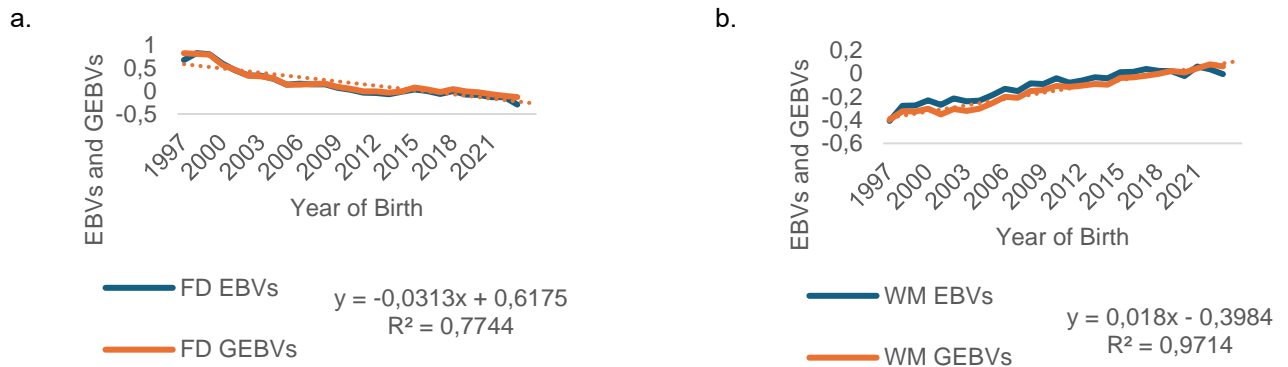 a.
EBVs and GEBVs
1
0,5
0
-0,5
1997
2000
2003
2006
2009
2012
2015
2018
2021
Year of Birth
FD EBVs
FD GEBVs
y = -0,0313x + 0,6175
R² = 0,7744
b.
EBVs and GEBVs
0,2
0
-0,2
-0,4
-0,6
1997
2000
2003
2006
2009
2012
2015
2018
2021
Year of Birth
WM EBVs
WM GEBVs
y = 0,018x - 0,3984
R² = 0,9714